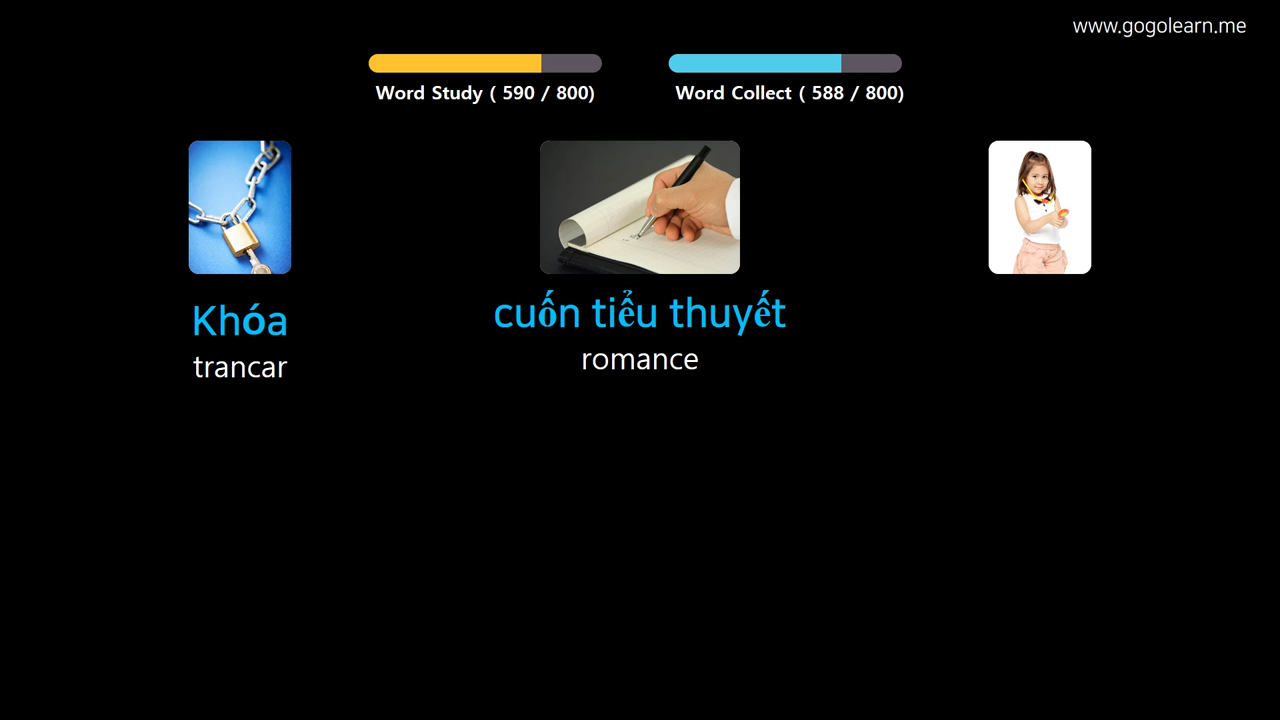 www.gogolearn.me
Word Study ( 590 / 800)
Word Collect ( 588 / 800)
Khóa
trancar
cuốn tiểu thuyết
romance